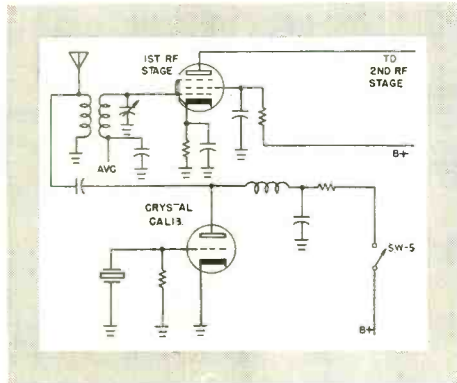 1ST RF
STAGE
TO
2ND RF
STAGE
B+
AVC
CRYSTAL
CALIB.
SW-5
B+